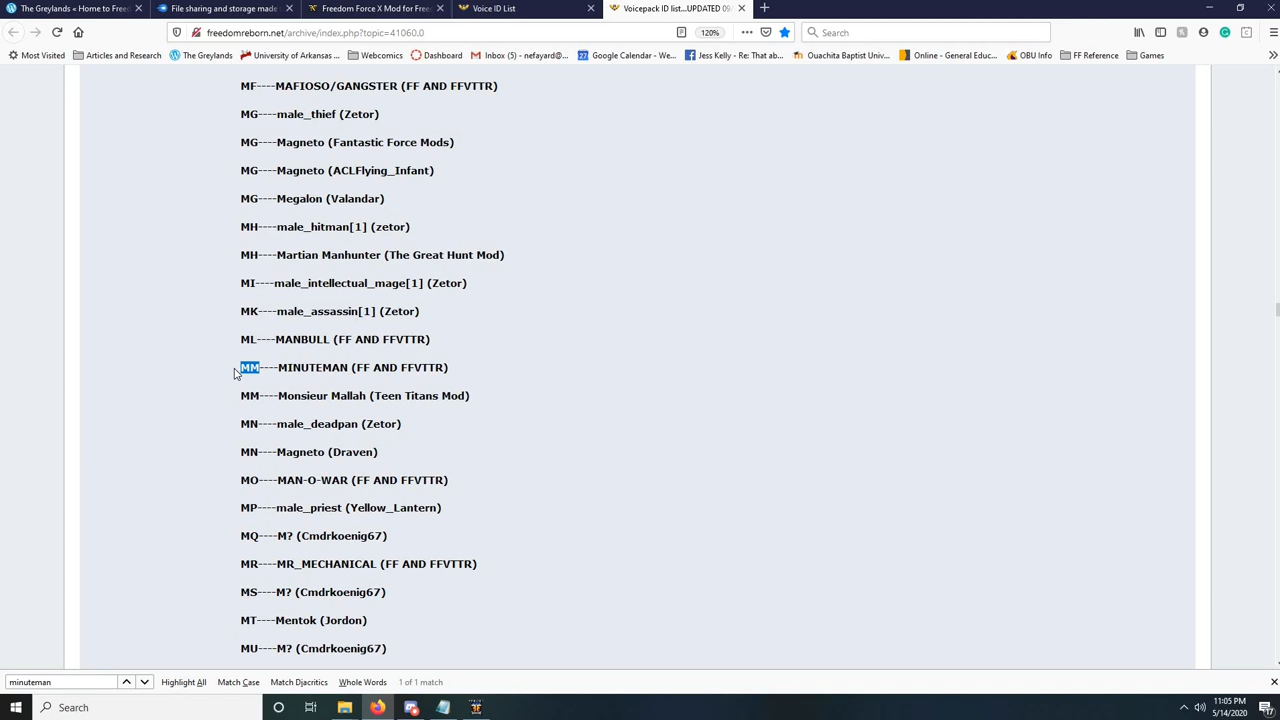 The Greylands « Home to Freed
File sharing and storage made
Freedom Force X Mod for Free
Voice ID List
Voicepack ID list...UPDATED 09/
freedomreborn.net/archive/index.php?topic=41060.0
120%
Search
Most Visited
Articles and Research
The Greylands
University of Arkansas ...
Webcomics
Dashboard
Inbox (95) - nefayard@...
Google Calendar - We...
Jess Kelly - Re: That ab...
Ouachita Baptist Univ...
Online - General Educ...
OBU Info
FF Reference
Games
MF----MAFIOSO/GANGSTER (FF AND FFVTTR)
MG----male_thief (Zetor)
MG----Magneto (Fantastic Force Mods)
MG----Magneto (ACLFlying_Infant)
MG----Megalon (Valandar)
MH----male_hitman[1] (zetor)
MH----Martian Manhunter (The Great Hunt Mod)
MI----male_intellectual_mage[1] (Zetor)
MK----male_assassin[1] (Zetor)
ML----MANBULL (FF AND FFVTTR)
MM----MINUTEMAN (FF AND FFVTTR)
MM----Monsieur Mallah (Teen Titans Mod)
MN----male_deadpan (Zetor)
MN----Magneto (Draven)
MO----MAN-O-WAR (FF AND FFVTTR)
MP----male_priest (Yellow_Lantern)
MQ----M? (Cmdrkoenig67)
MR----MR_MECHANICAL (FF AND FFVTTR)
MS----M? (Cmdrkoenig67)
MT----Mentok (Jordon)
MU----M? (Cmdrkoenig67)
minuteman
Highlight All
Match Case
Match Diacritics
Whole Words
1 of 1 match
Search
11:05 PM
5/14/2020